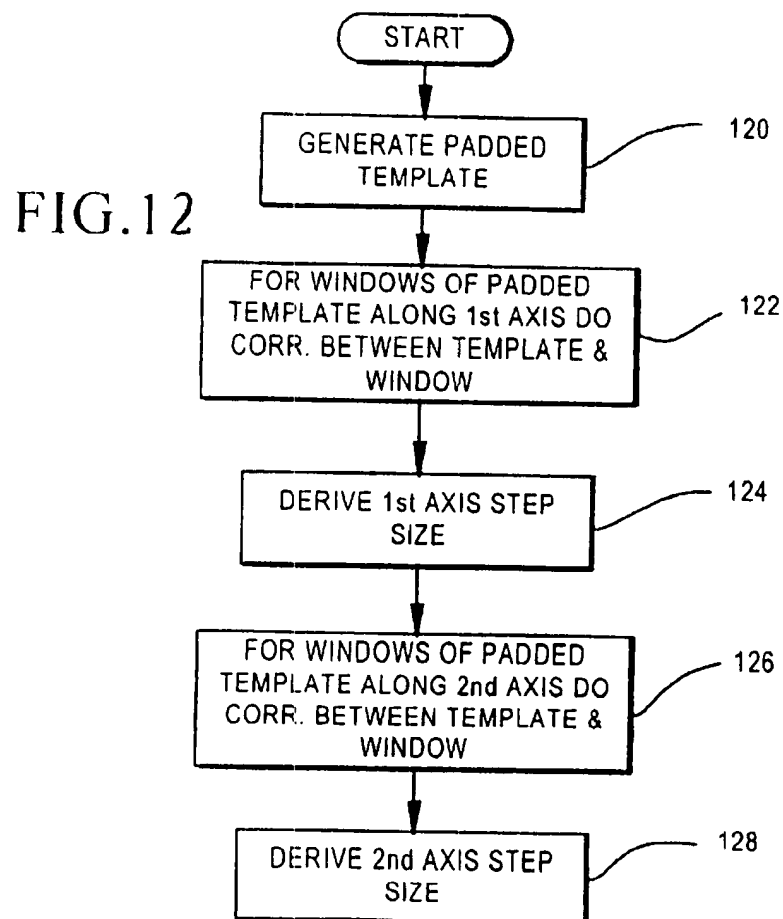 START
GENERATE PADDED
TEMPLATE
120
FIG.12
FOR WINDOWS OF PADDED
TEMPLATE ALONG 1st AXIS DO
CORR. BETWEEN TEMPLATE &
WINDOW
122
DERIVE 1st AXIS STEP
SIZE
124
FOR WINDOWS OF PADDED
TEMPLATE ALONG 2nd AXIS DO
CORR. BETWEEN TEMPLATE &
WINDOW
126
DERIVE 2nd AXIS STEP
SIZE
128